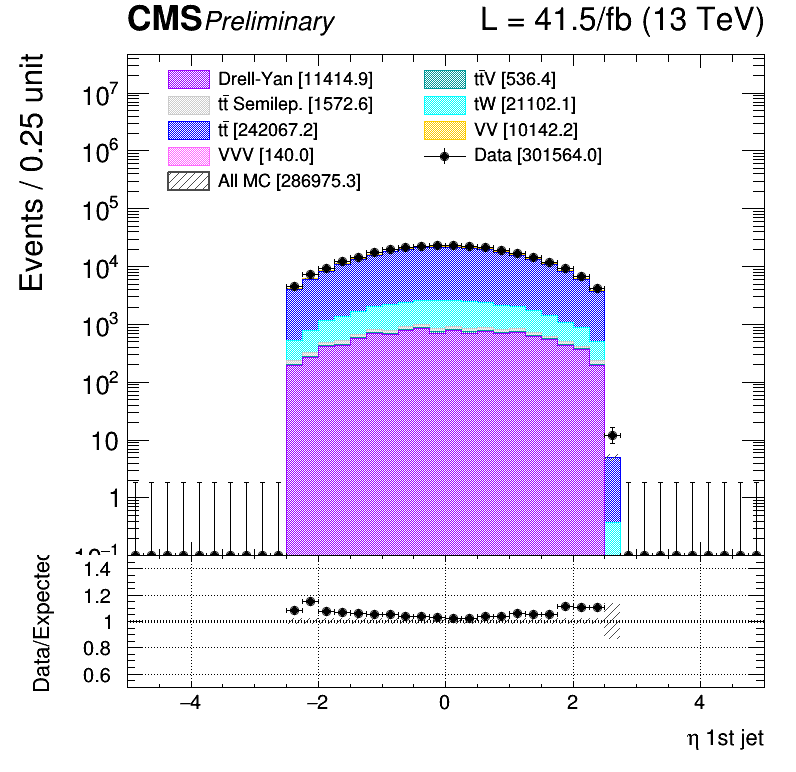 CMS Preliminary L = 41.5/fb (13 TeV)
Drell-Yan [11414.9] tt̄V [536.4]
tt̄ Semilep. [1572.6] tW [21102.1]
tt̄ [242067.2] VV [10142.2]
VVV [140.0] Data [301564.0]
All MC [286975.3]
Events / 0.25 unit
10⁷
10⁶
10⁵
10⁴
10³
10²
10
1
10⁻¹
Data/Expected
1.4
1.2
1
0.8
0.6
−4 −2 0 2 4
η 1st jet